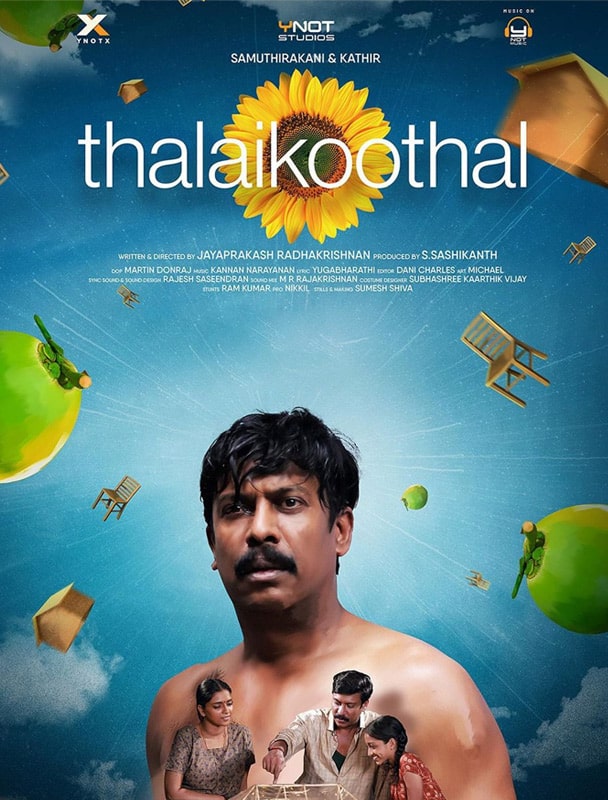 YNOTX
YNOT
STUDIOS
MUSIC ON
Y
NOT
MUSIC
SAMUTHIRAKANI & KATHIR
thalaikoothal
WRITTEN & DIRECTED BY JAYAPRAKASH RADHAKRISHNAN PRODUCED BY S.SASHIKANTH
DOP MARTIN DONRAJ MUSIC KANNAN NARAYANAN LYRIC YUGABHARATHI EDITOR DANI CHARLES ART MICHAEL
SYNC SOUND & SOUND DESIGN RAJESH SASEENDRAN SOUND MIX M R RAJAKRISHNAN COSTUME DESIGNER SUBHASHREE KAARTHIK VIJAY
STUNTS RAM KUMAR PRO NIKKIL STILLS & MAKING SUMESH SHIVA